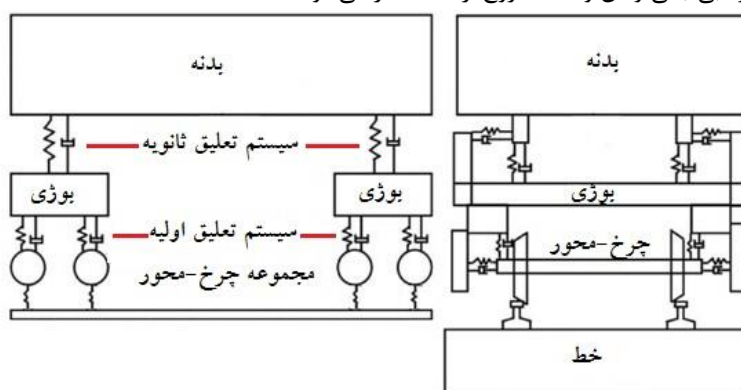 بدنه
بدنه
سیستم تعلیق ثانویه
بوژی
بوژی
بوژی
سیستم تعلیق اولیه
چرخ-محور
مجموعه چرخ-محور
خط